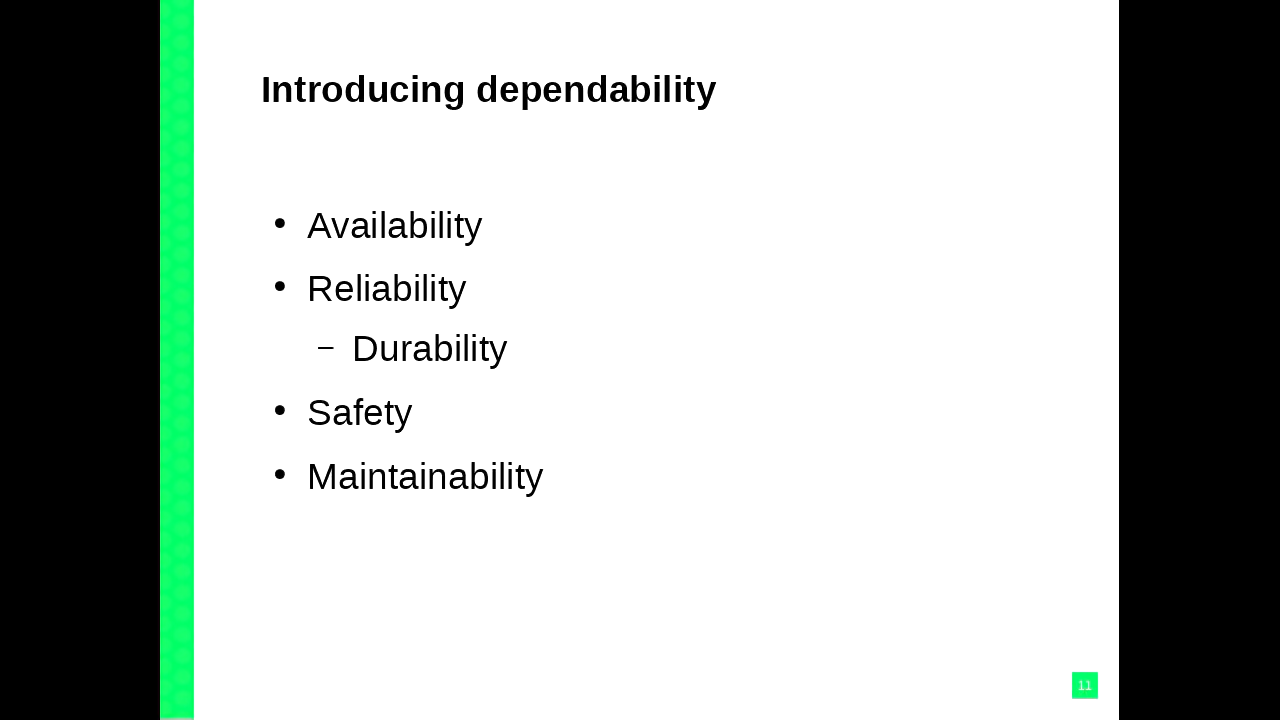 Introducing dependability
• Availability
• Reliability
– Durability
• Safety
• Maintainability
11